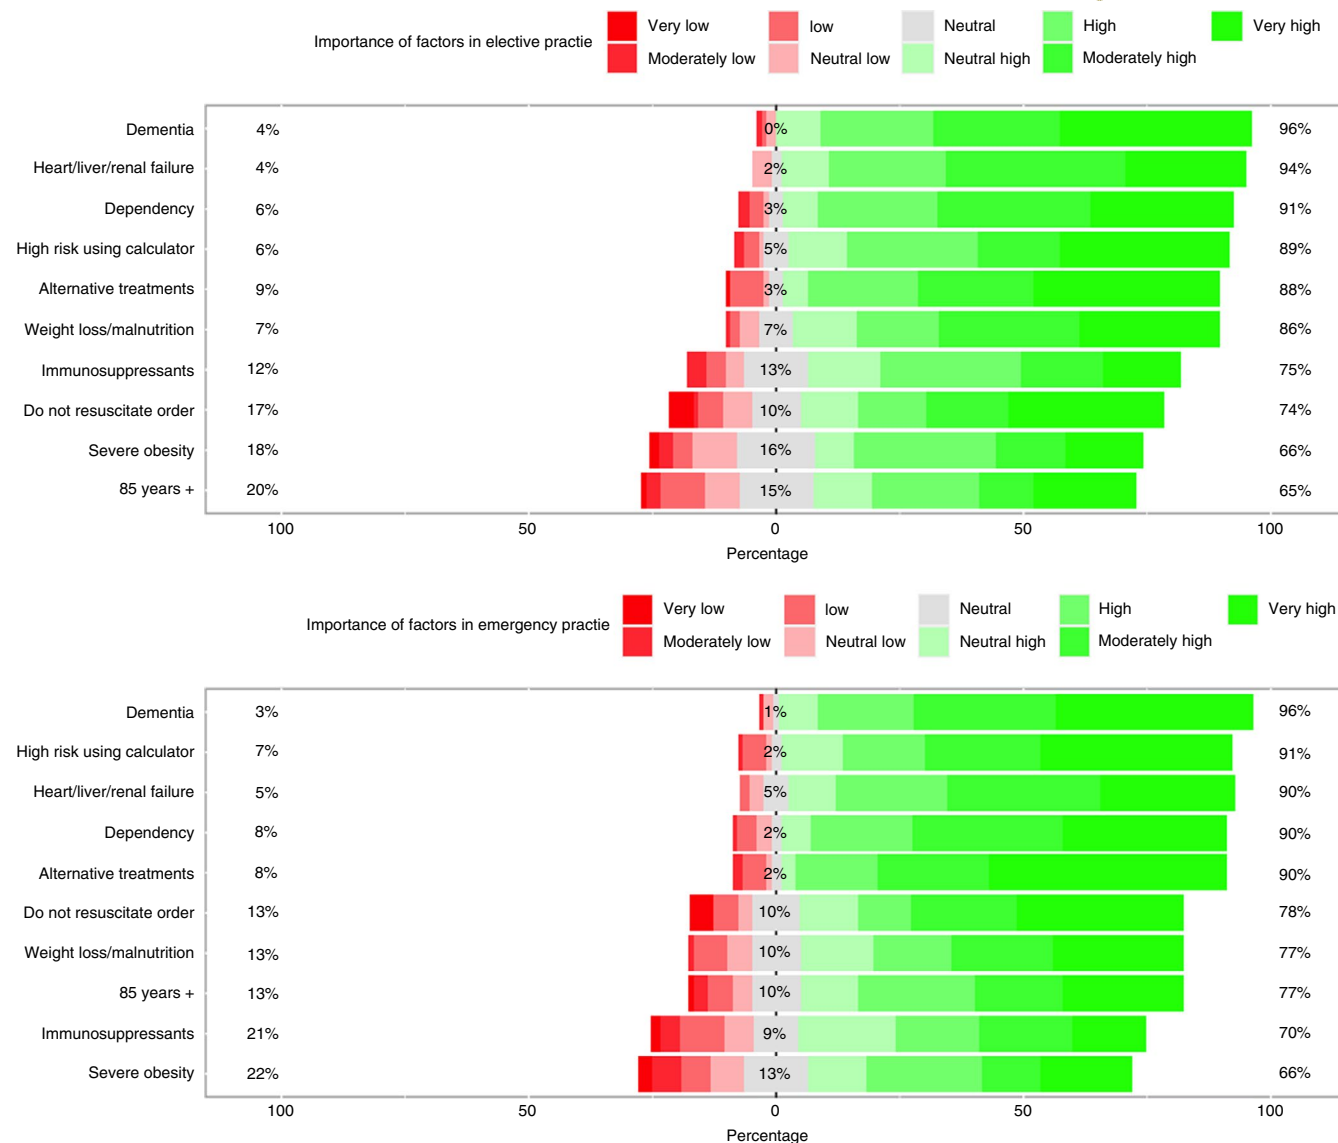 Very low low Neutral High Very high
Importance of factors in elective practie
Moderately low Neutral low Neutral high Moderately high
Dementia 4% 0% 96%
Heart/liver/renal failure 4% 2% 94%
Dependency 6% 3% 91%
High risk using calculator 6% 5% 89%
Alternative treatments 9% 3% 88%
Weight loss/malnutrition 7% 7% 86%
Immunosuppressants 12% 13% 75%
Do not resuscitate order 17% 10% 74%
Severe obesity 18% 16% 66%
85 years + 20% 15% 65%
100 50 0 50 100
Percentage
Very low low Neutral High Very high
Importance of factors in emergency practie
Moderately low Neutral low Neutral high Moderately high
Dementia 3% 1% 96%
High risk using calculator 7% 2% 91%
Heart/liver/renal failure 5% 5% 90%
Dependency 8% 2% 90%
Alternative treatments 8% 2% 90%
Do not resuscitate order 13% 10% 78%
Weight loss/malnutrition 13% 10% 77%
85 years + 13% 10% 77%
Immunosuppressants 21% 9% 70%
Severe obesity 22% 13% 66%
100 50 0 50 100
Percentage